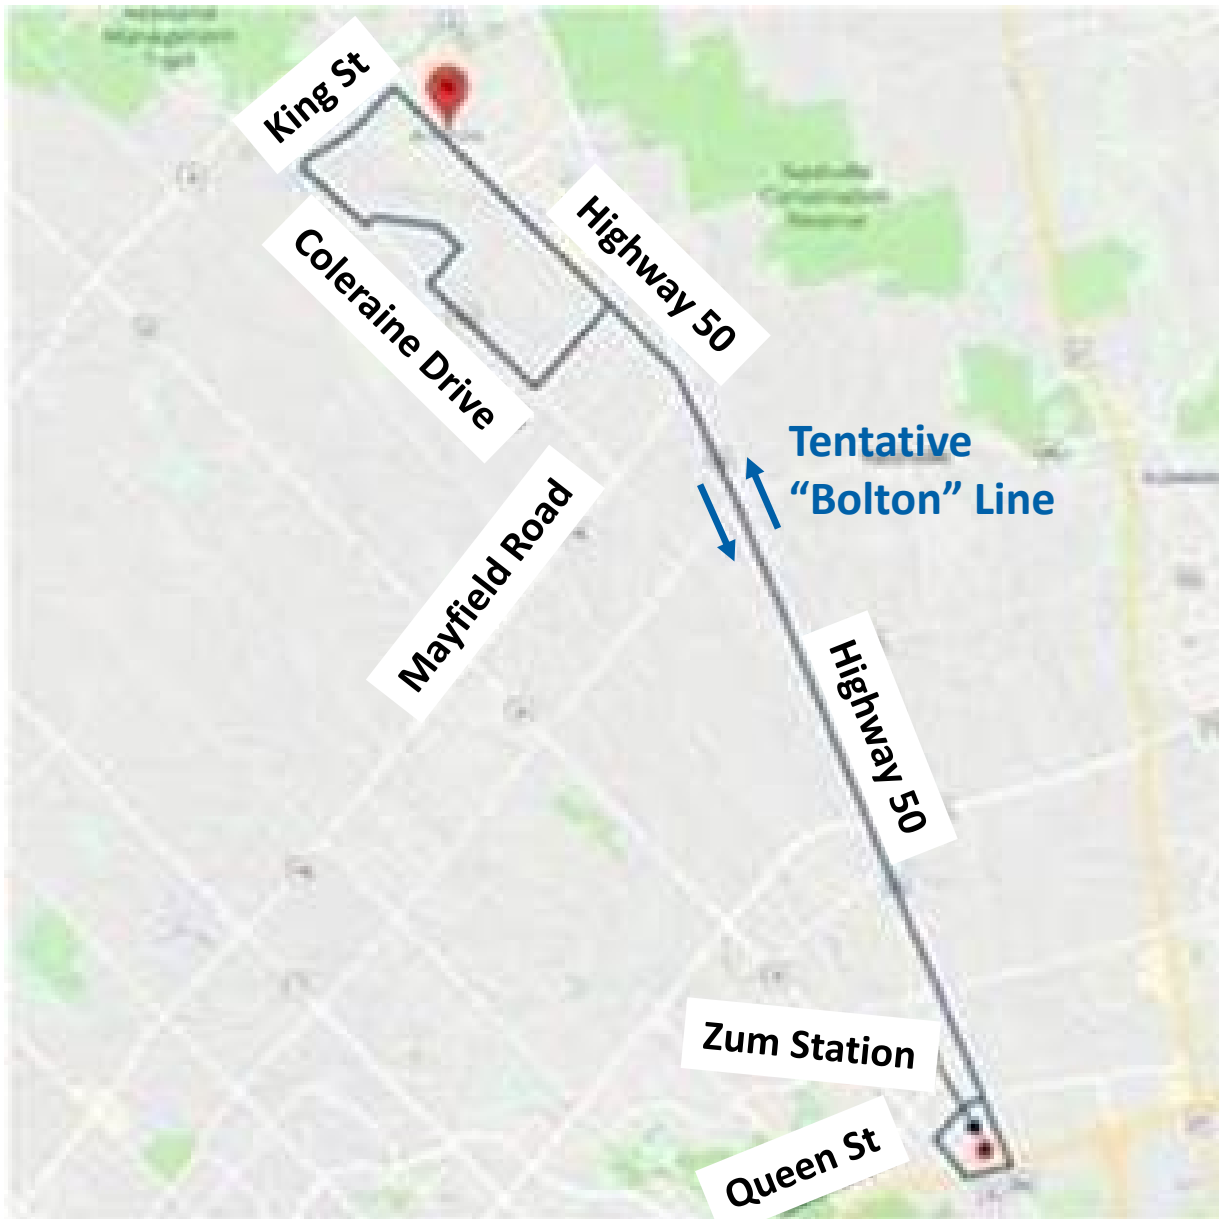 King St
Highway 50
Coleraine Drive
Tentative
“Bolton” Line
Mayfield Road
Highway 50
Zum Station
Queen St